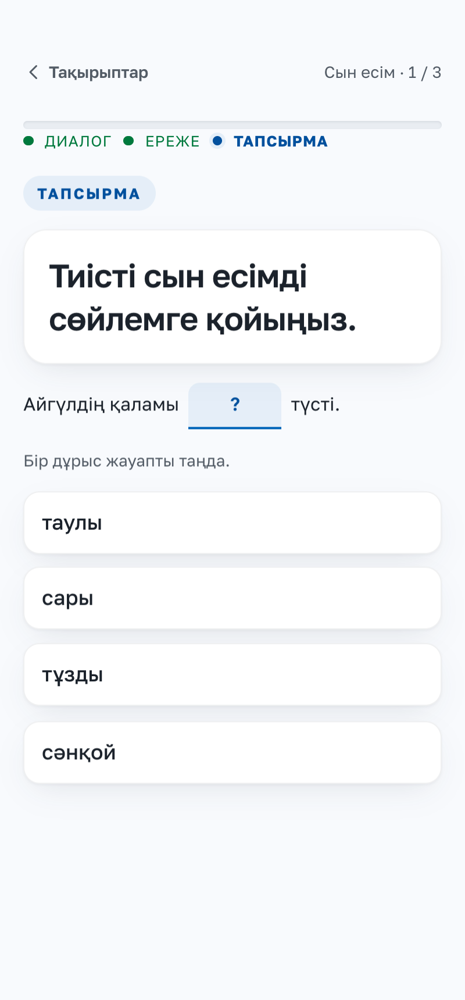 Тақырыптар
Сын есім · 1 / 3
ДИАЛОГ ЕРЕЖЕ ТАПСЫРМА
ТАПСЫРМА
Тиісті сын есімді
сөйлемге қойыңыз.
Айгүлдің қаламы ? түсті.
Бір дұрыс жауапты таңда.
таулы
сары
тұзды
сәнқой